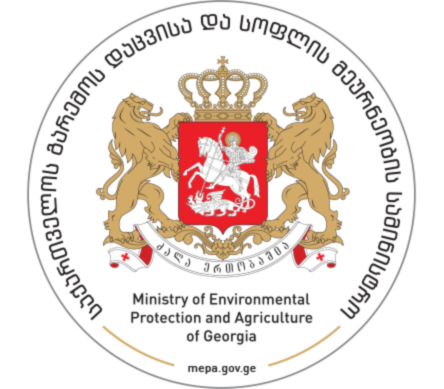 საქართველოს გარემოს დაცვისა და სოფლის მეურნეობის სამინისტრო
ძალა ერთობაშია
Ministry of Environmental
Protection and Agriculture
of Georgia
mepa.gov.ge